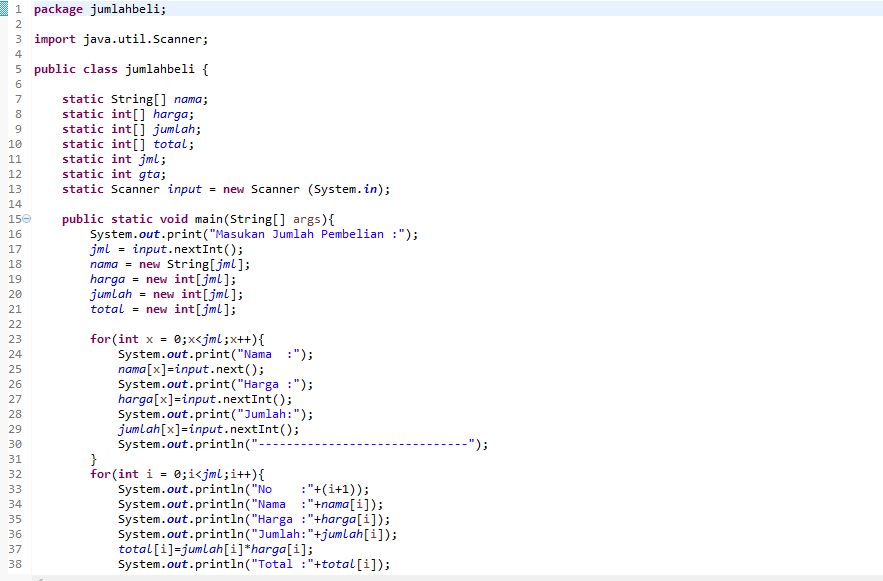 1 package jumlahbeli;
2
3 import java.util.Scanner;
4
5 public class jumlahbeli {
6
7     static String[] nama;
8     static int[] harga;
9     static int[] jumlah;
10     static int[] total;
11     static int jml;
12     static int gta;
13     static Scanner input = new Scanner (System.in);
14
15     public static void main(String[] args){
16         System.out.print("Masukan Jumlah Pembelian :");
17         jml = input.nextInt();
18         nama = new String[jml];
19         harga = new int[jml];
20         jumlah = new int[jml];
21         total = new int[jml];
22
23         for(int x = 0;x<jml;x++){
24             System.out.print("Nama  :");
25             nama[x]=input.next();
26             System.out.print("Harga :");
27             harga[x]=input.nextInt();
28             System.out.print("Jumlah:");
29             jumlah[x]=input.nextInt();
30             System.out.println("------------------------------");
31         }
32         for(int i = 0;i<jml;i++){
33             System.out.println("No    :"+(i+1));
34             System.out.println("Nama  :"+nama[i]);
35             System.out.println("Harga :"+harga[i]);
36             System.out.println("Jumlah:"+jumlah[i]);
37             total[i]=jumlah[i]*harga[i];
38             System.out.println("Total :"+total[i]);